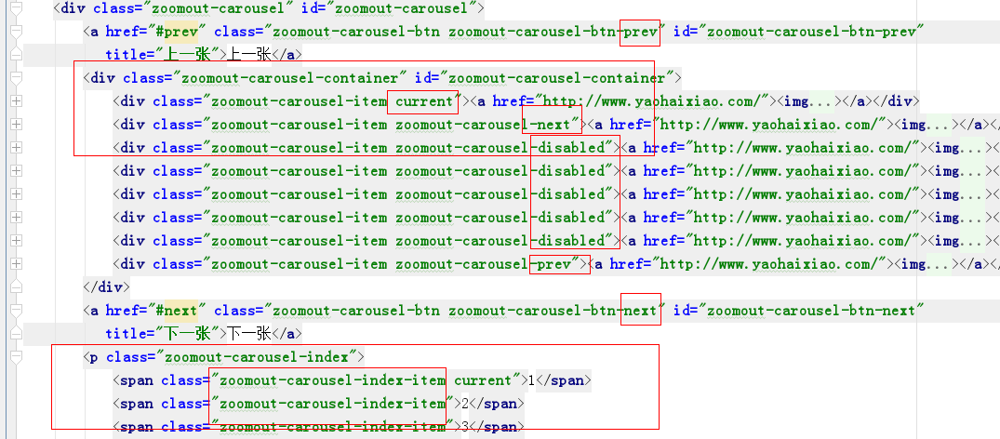 <div class="zoomout-carousel" id="zoomout-carousel">
<a href="#prev" class="zoomout-carousel-btn zoomout-carousel-btn-prev" id="zoomout-carousel-btn-prev"
title="上一张">上一张</a>
<div class="zoomout-carousel-container" id="zoomout-carousel-container">
<div class="zoomout-carousel-item current"><a href="http://www.yaohaixiao.com/"><img...></a></div>
<div class="zoomout-carousel-item zoomout-carousel-next"><a href="http://www.yaohaixiao.com/"><img...></a></
<div class="zoomout-carousel-item zoomout-carousel-disabled"><a href="http://www.yaohaixiao.com/"><img...>
<div class="zoomout-carousel-item zoomout-carousel-disabled"><a href="http://www.yaohaixiao.com/"><img...>
<div class="zoomout-carousel-item zoomout-carousel-disabled"><a href="http://www.yaohaixiao.com/"><img...>
<div class="zoomout-carousel-item zoomout-carousel-disabled"><a href="http://www.yaohaixiao.com/"><img...>
<div class="zoomout-carousel-item zoomout-carousel-disabled"><a href="http://www.yaohaixiao.com/"><img...>
<div class="zoomout-carousel-item zoomout-carousel-prev"><a href="http://www.yaohaixiao.com/"><img...></a></
</div>
<a href="#next" class="zoomout-carousel-btn zoomout-carousel-btn-next" id="zoomout-carousel-btn-next"
title="下一张">下一张</a>
<p class="zoomout-carousel-index">
<span class="zoomout-carousel-index-item current">1</span>
<span class="zoomout-carousel-index-item">2</span>
<span class="zoomout-carousel-index-item">3</span>